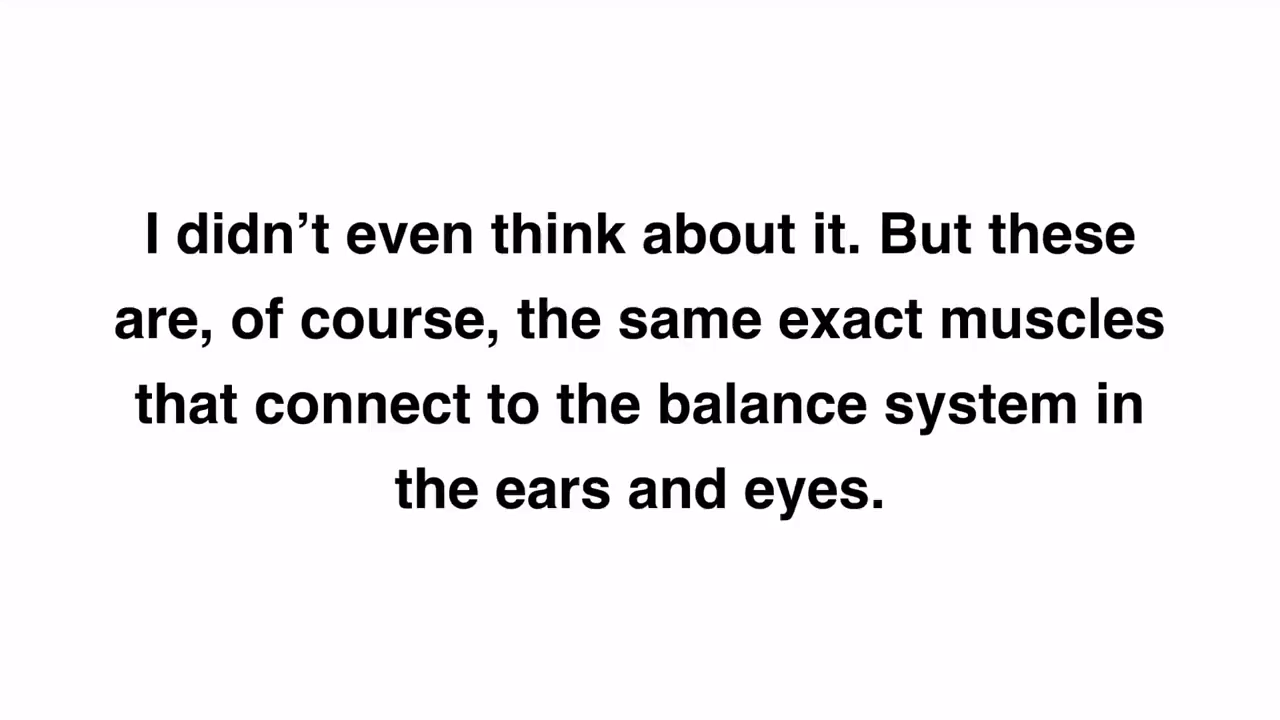 I didn’t even think about it. But these
are, of course, the same exact muscles
that connect to the balance system in
the ears and eyes.